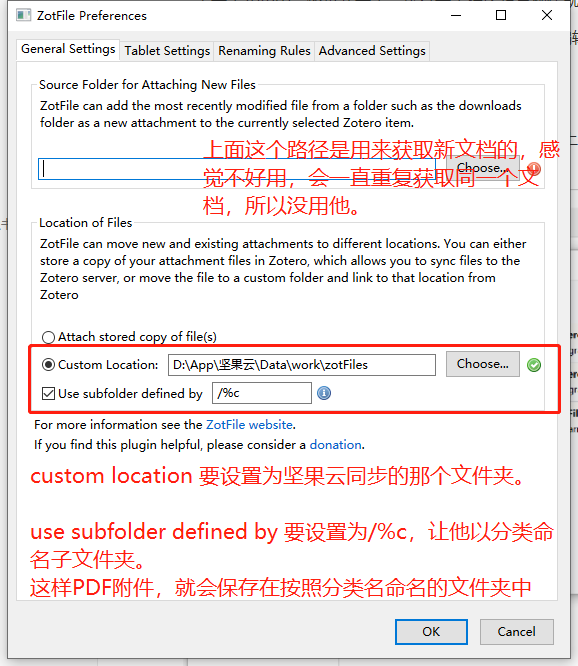 ZotFile Preferences
General Settings
Tablet Settings
Renaming Rules
Advanced Settings
Source Folder for Attaching New Files
ZotFile can add the most recently modified file from a folder such as the downloads
folder as a new attachment to the currently selected Zotero item.
上面这个路径是用来获取新文档的，感
Choose...
觉不好用，会一直重复获取同一个文
档，所以没用他。
Location of Files
ZotFile can move new and existing attachments to different locations. You can either
store a copy of your attachment files in Zotero, which allows you to sync files to the
Zotero server, or move the file to a custom folder and link to that location from
Zotero
Attach stored copy of file(s)
Custom Location:
D:\App\坚果云\Data\work\zotFiles
Choose...
Use subfolder defined by
/%c
For more information see the ZotFile website.
If you find this plugin helpful, please consider a donation.
custom location 要设置为坚果云同步的那个文件夹。
use subfolder defined by 要设置为/%c，让他以分类命
名子文件夹。
这样PDF附件，就会保存在按照分类名命名的文件夹中
OK
Cancel